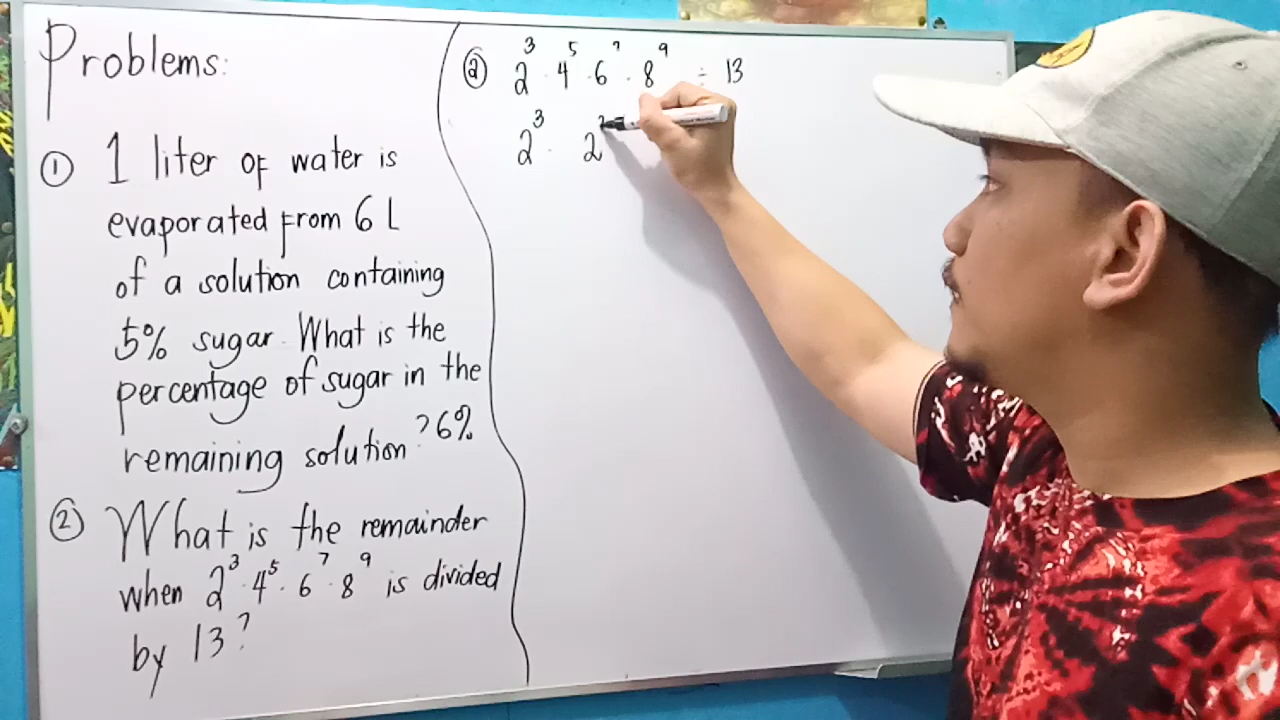 Problems:
① 1 liter of water is
evaporated from 6 L
of a solution containing
5% sugar. What is the
percentage of sugar in the
remaining solution? 6%
② What is the remainder
when 2³·4⁵·6⁷·8⁹ is divided
by 13?
② 2³·4⁵·6⁷·8⁹ ÷ 13
2³· 2²